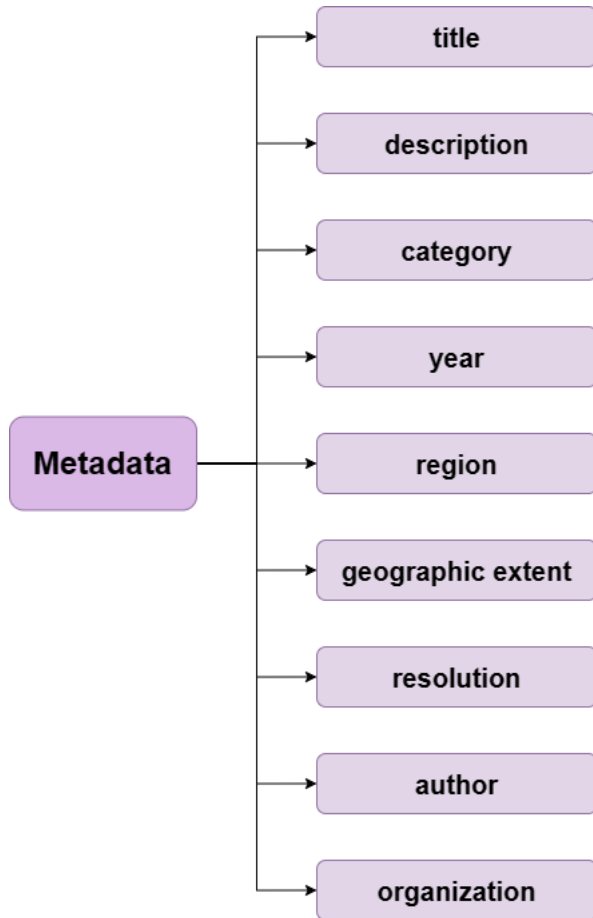 title
description
category
year
Metadata
region
geographic extent
resolution
author
organization